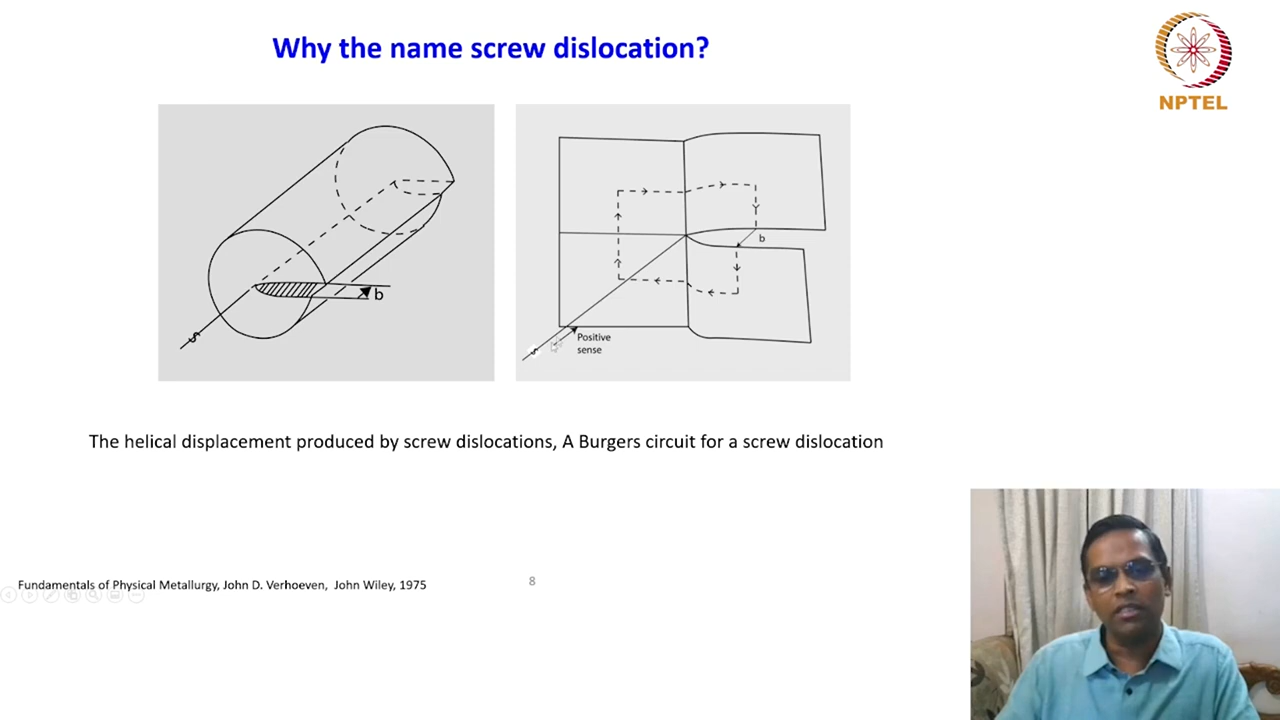 Why the name screw dislocation?
NPTEL
b
S
b
Positive
sense
S
The helical displacement produced by screw dislocations, A Burgers circuit for a screw dislocation
Fundamentals of Physical Metallurgy, John D. Verhoeven, John Wiley, 1975
8